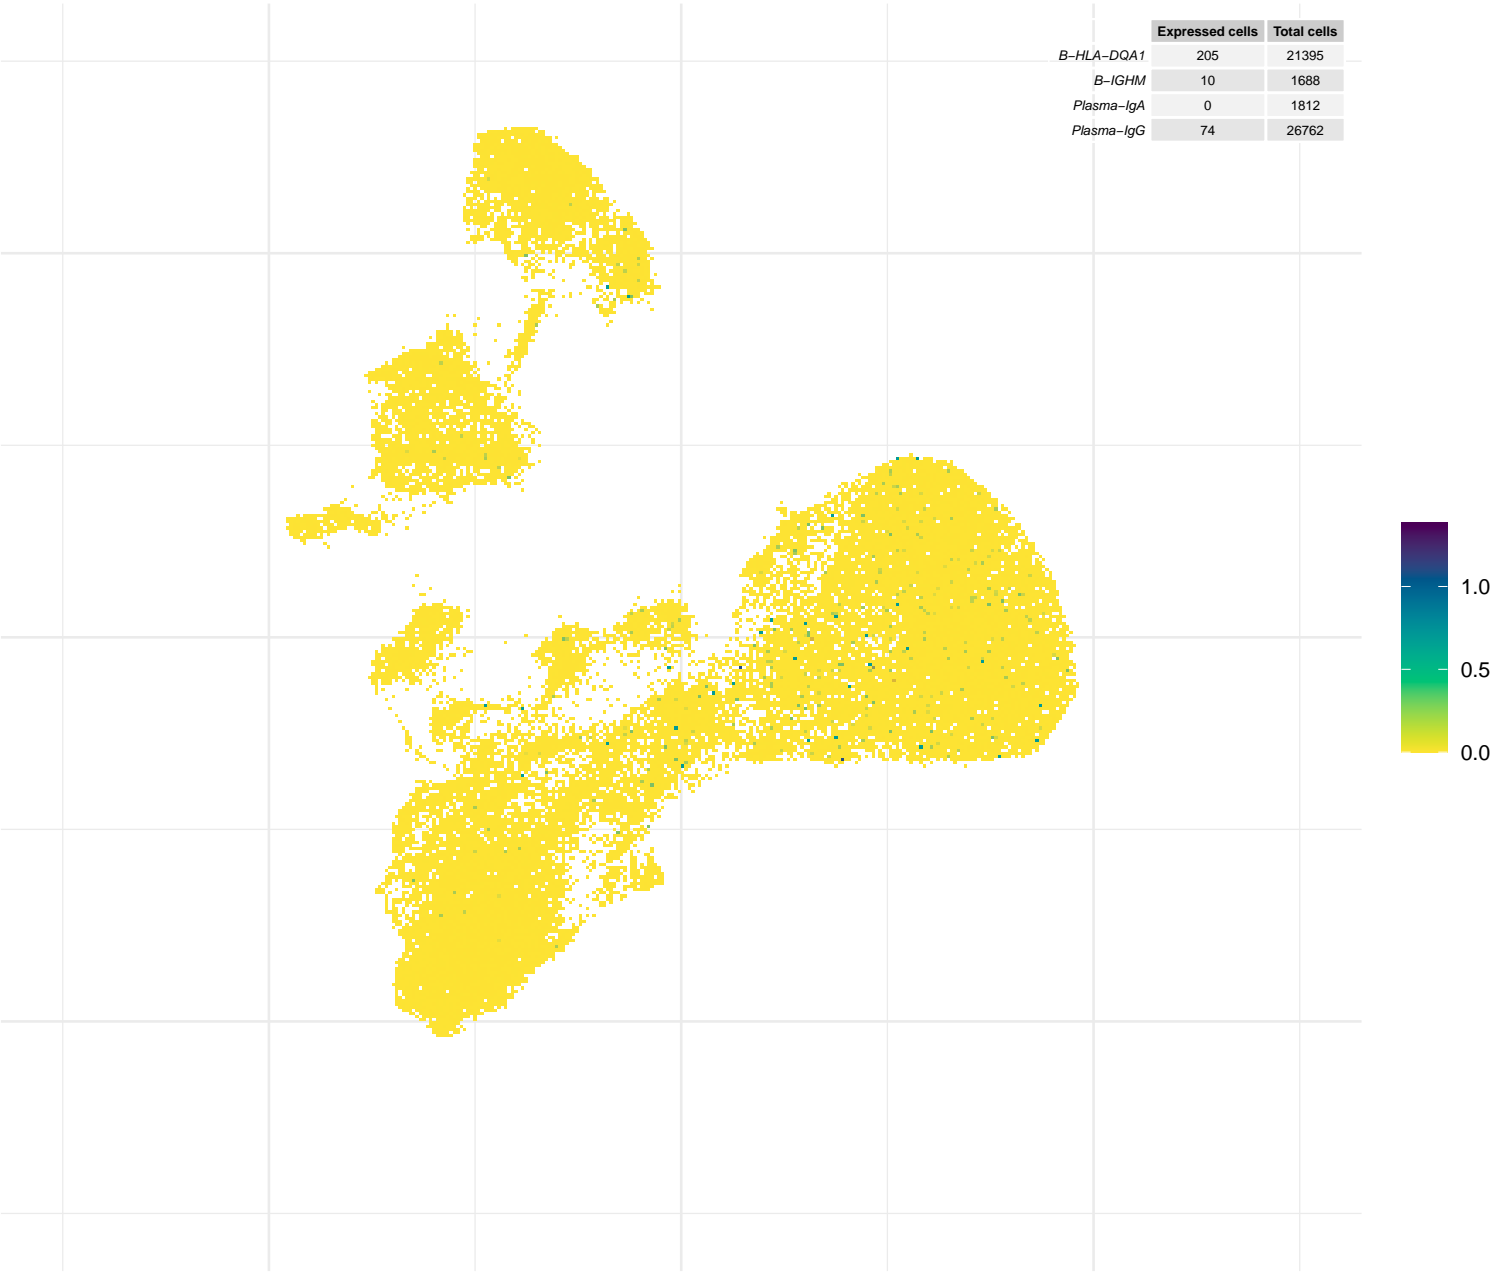 Expressed cells Total cells
B−HLA−DQA1 205 21395
B−IGHM 10 1688
Plasma−IgA 0 1812
Plasma−IgG 74 26762
1.0
0.5
0.0